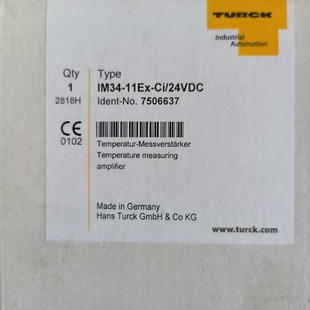 TURCK
Industrial
Automation
Qty
1
2818H
Type
IM34-11Ex-Ci/24VDC
Ident-No. 7506637
CE
0102
Temperatur-Messverstärker
Temperature measuring
amplifier
Made in Germany
Hans Turck GmbH & Co KG
www.turck.com